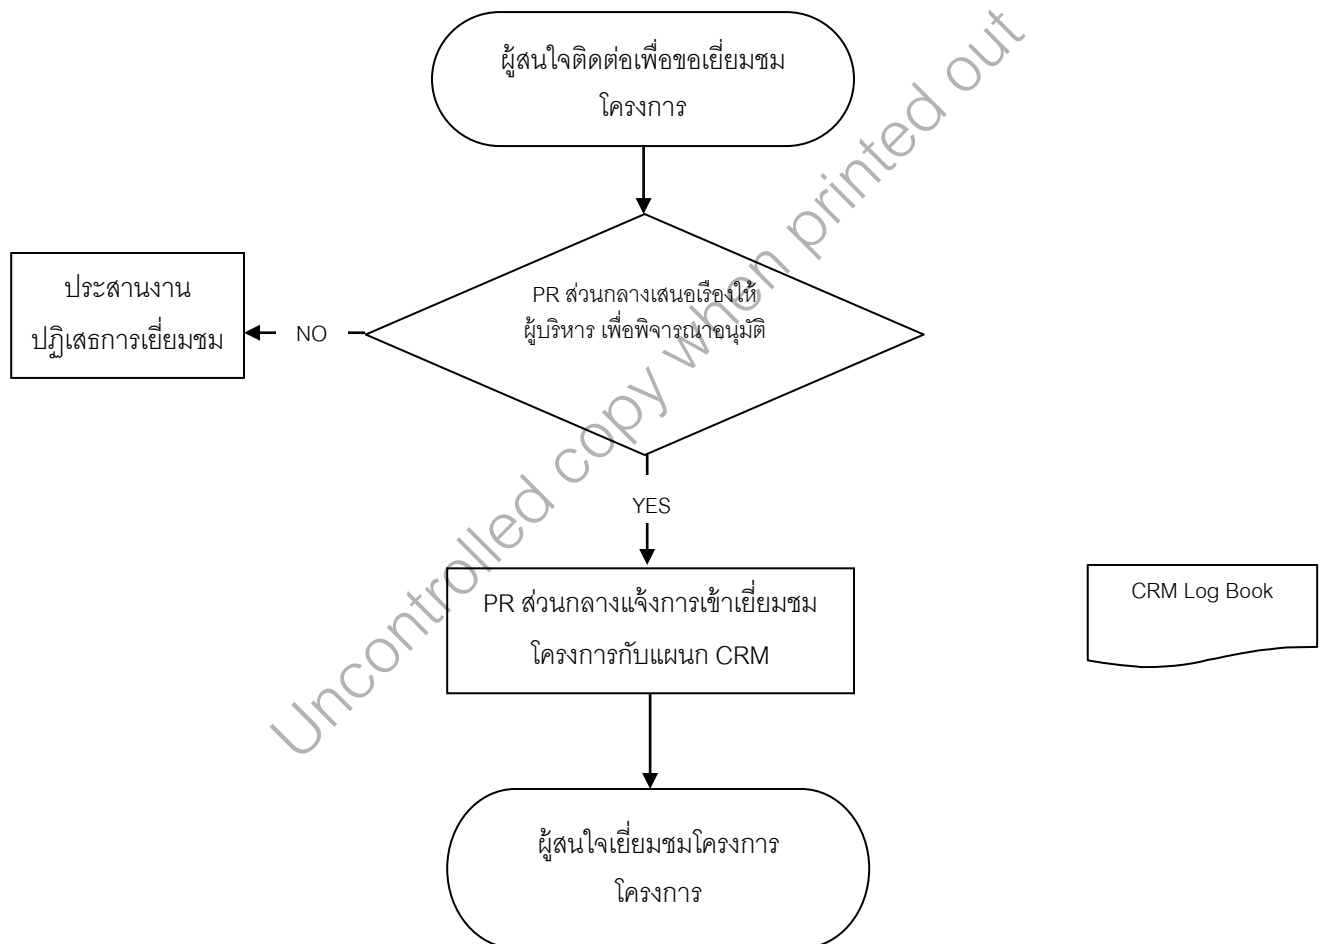 ผู้สนใจติดต่อเพื่อขอเยี่ยมชม
โครงการ
PR ส่วนกลางเสนอเรื่องให้
ผู้บริหาร เพื่อพิจารณาอนุมัติ
ประสานงาน
ปฏิเสธการเยี่ยมชม
NO
YES
PR ส่วนกลางแจ้งการเข้าเยี่ยมชม
โครงการกับแผนก CRM
CRM Log Book
ผู้สนใจเยี่ยมชมโครงการ
โครงการ
Uncontrolled copy when printed out